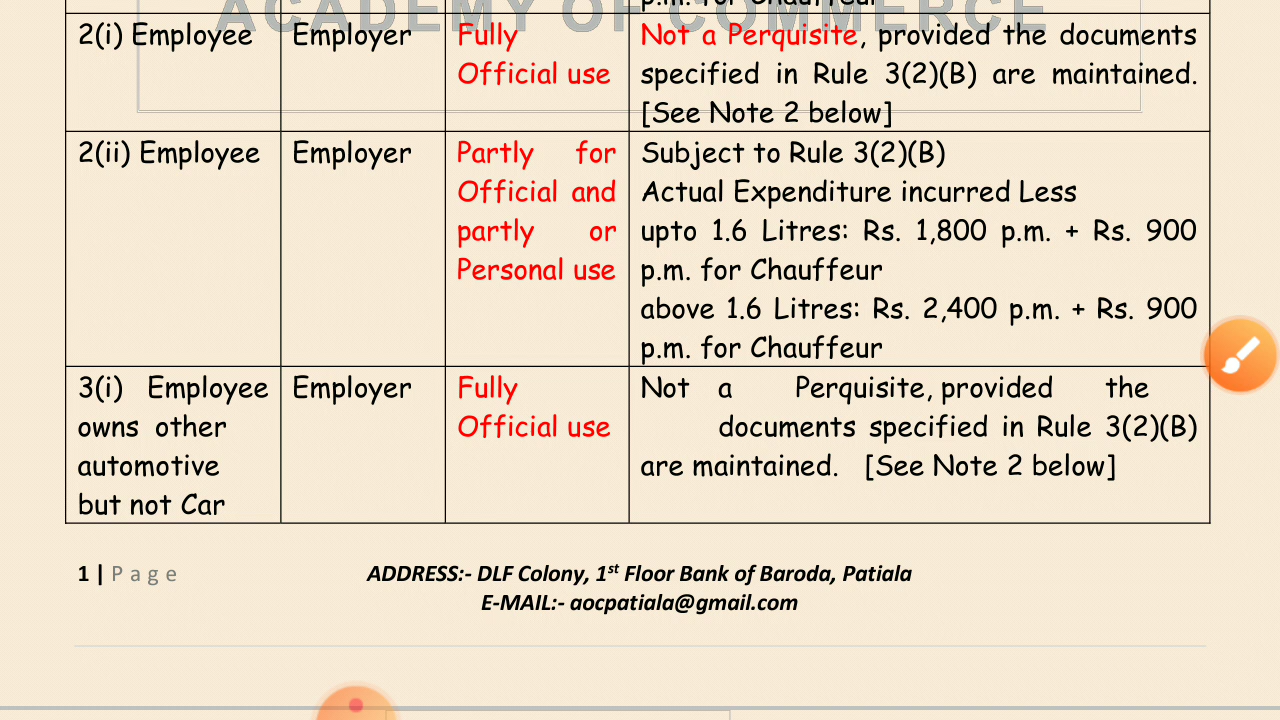 p.m. for Chauffeur
ACADEMY OF COMMERCE
2(i) Employee
Employer
Fully
Official use
Not a Perquisite, provided the documents
specified in Rule 3(2)(B) are maintained.
[See Note 2 below]
2(ii) Employee
Employer
Partly for
Official and
partly or
Personal use
Subject to Rule 3(2)(B)
Actual Expenditure incurred Less
upto 1.6 Litres: Rs. 1,800 p.m. + Rs. 900
p.m. for Chauffeur
above 1.6 Litres: Rs. 2,400 p.m. + Rs. 900
p.m. for Chauffeur
3(i) Employee
owns other
automotive
but not Car
Employer
Fully
Official use
Not a Perquisite, provided the
documents specified in Rule 3(2)(B)
are maintained. [See Note 2 below]
1 | Page
ADDRESS:- DLF Colony, 1st Floor Bank of Baroda, Patiala
E-MAIL:- aocpatiala@gmail.com